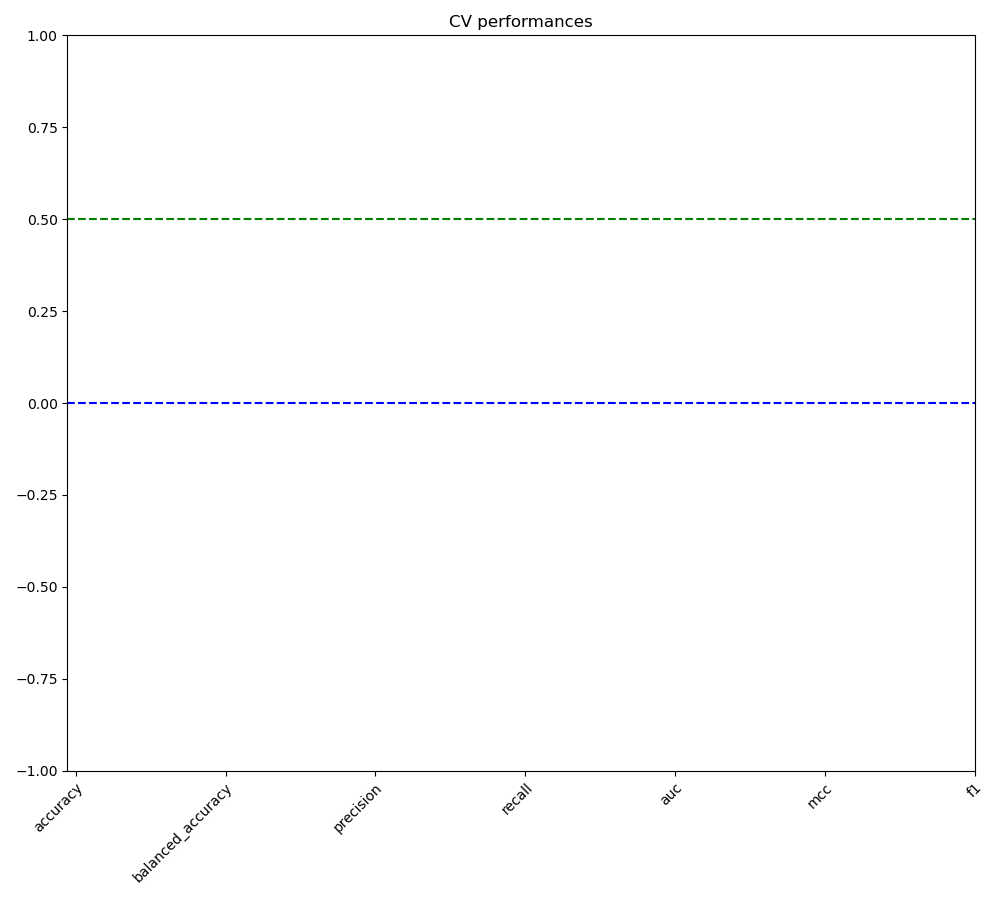 CV performances
1.00
0.75
0.50
0.25
0.00
−0.25
−0.50
−0.75
−1.00
accuracy
balanced_accuracy
precision
recall
auc
mcc
f1